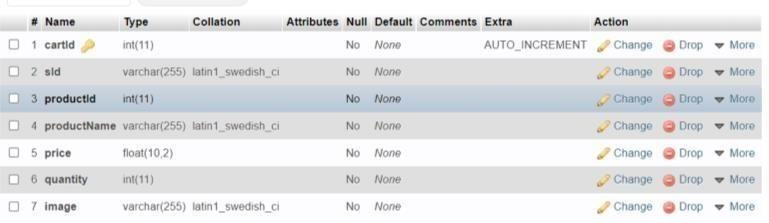 # Name Type Collation Attributes Null Default Comments Extra Action
1 cartId int(11) No None AUTO_INCREMENT Change Drop More
2 sId varchar(255) latin1_swedish_ci No None Change Drop More
3 productId int(11) No None Change Drop More
4 productName varchar(255) latin1_swedish_ci No None Change Drop More
5 price float(10,2) No None Change Drop More
6 quantity int(11) No None Change Drop More
7 image varchar(255) latin1_swedish_ci No None Change Drop More